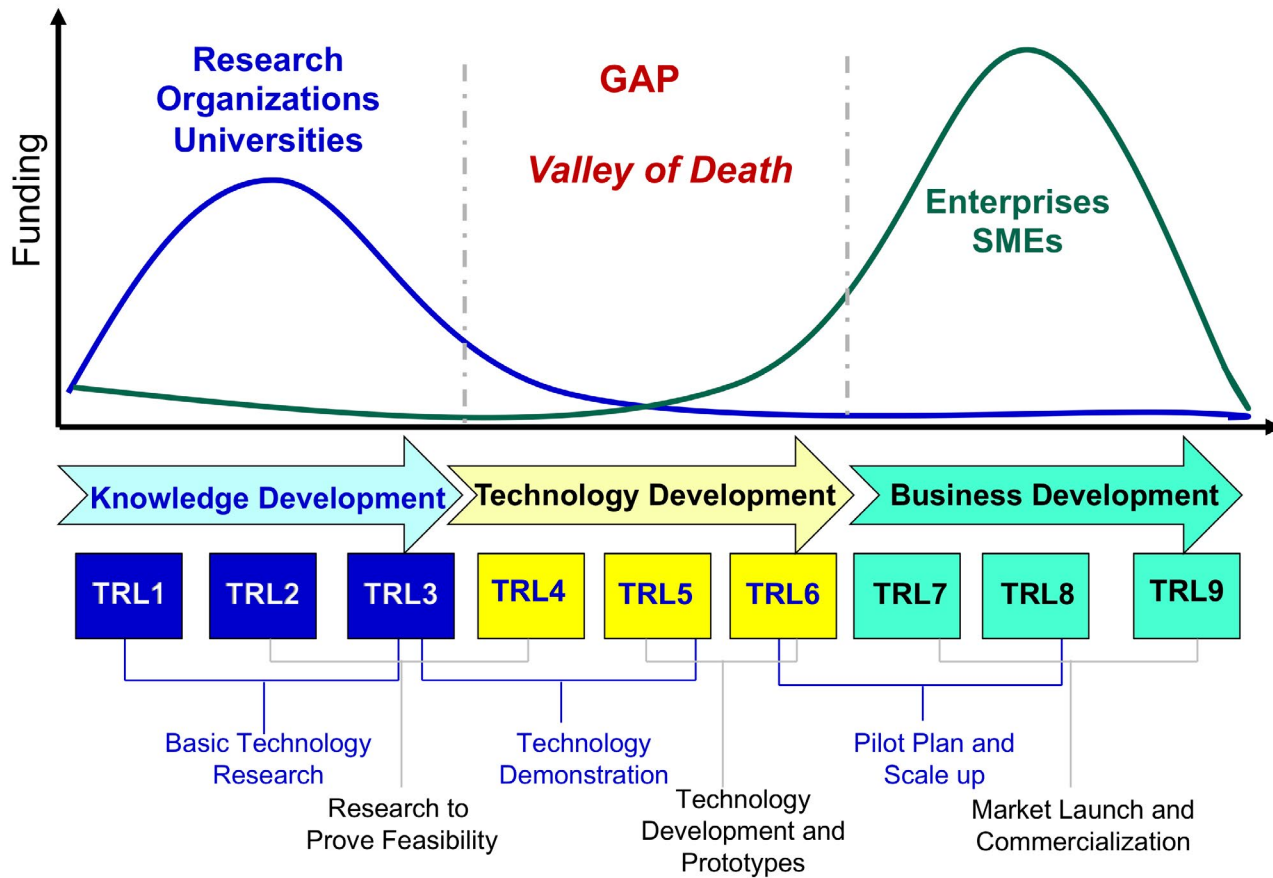 Funding
Research
Organizations
Universities
GAP
Valley of Death
Enterprises
SMEs
Knowledge Development
Technology Development
Business Development
TRL1
TRL2
TRL3
TRL4
TRL5
TRL6
TRL7
TRL8
TRL9
Basic Technology
Research
Research to
Prove Feasibility
Technology
Demonstration
Technology
Development and
Prototypes
Pilot Plan and
Scale up
Market Launch and
Commercialization